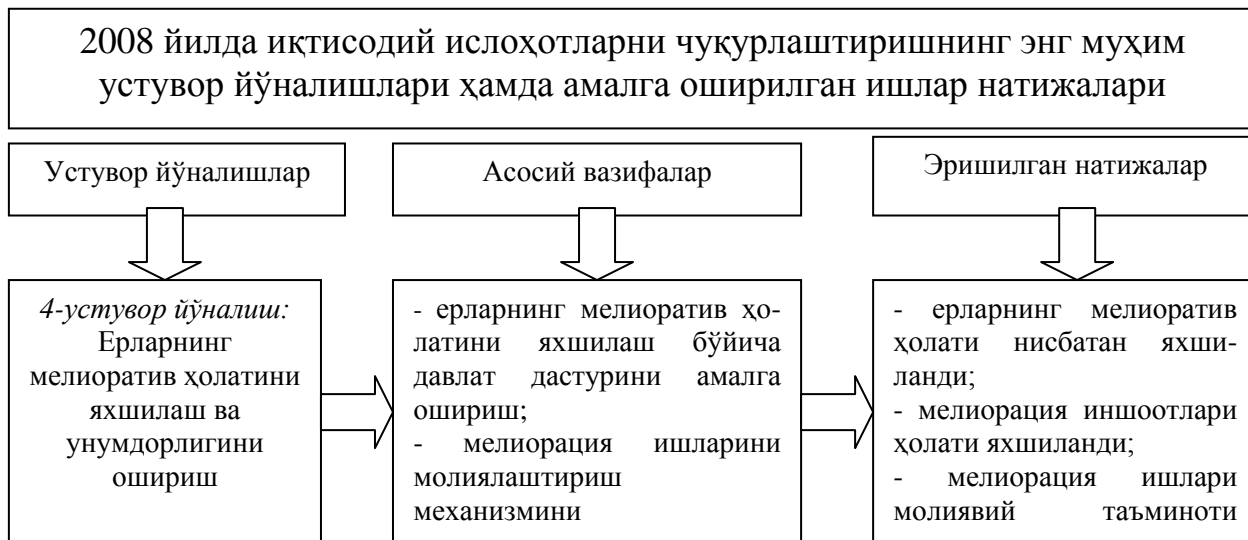 2008 йилда иқтисодий ислоҳотларни чуқурлаштиришнинг энг муҳим
устувор йўналишлари ҳамда амалга оширилган ишлар натижалари
Устувор йўналишлар
Асосий вазифалар
Эришилган натижалар
4-устувор йўналиш:
Ерларнинг
мелиоратив ҳолатини
яхшилаш ва
унумдорлигини
ошириш
- ерларнинг мелиоратив ҳо-
латини яхшилаш бўйича
давлат дастурини амалга
ошириш;
- мелиорация ишларини
молиялаштириш
механизмини
- ерларнинг мелиоратив
ҳолати нисбатан яхши-
ланди;
- мелиорация иншоотлари
ҳолати яхшиланди;
- мелиорация ишлари
молиявий таъминоти